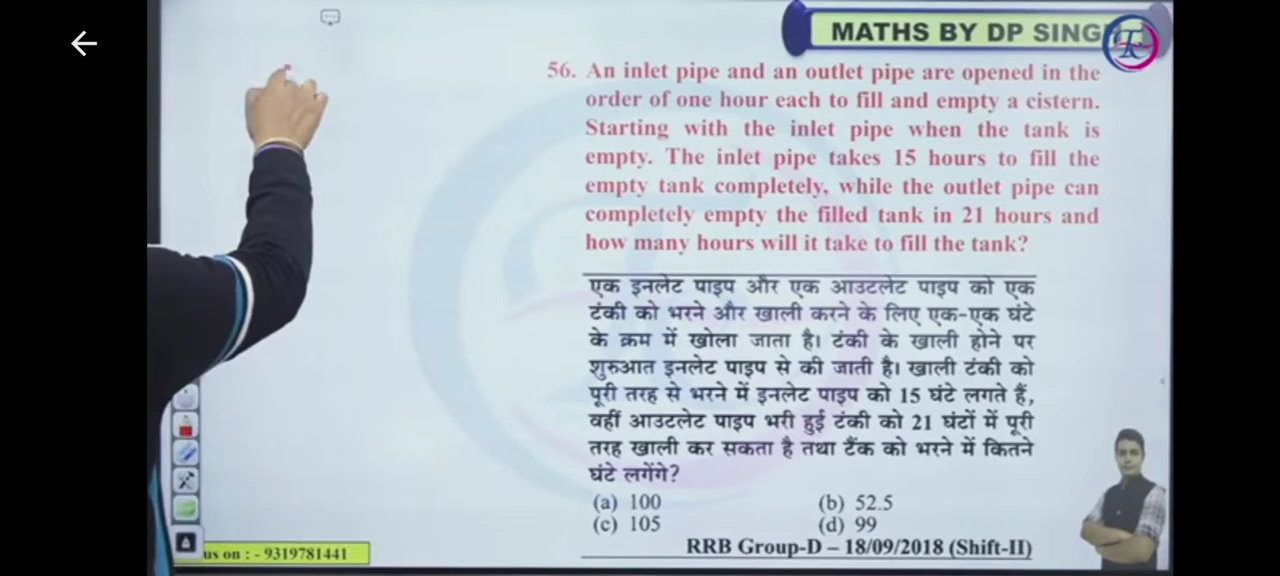 MATHS BY DP SING
56. An inlet pipe and an outlet pipe are opened in the
order of one hour each to fill and empty a cistern.
Starting with the inlet pipe when the tank is
empty. The inlet pipe takes 15 hours to fill the
empty tank completely, while the outlet pipe can
completely empty the filled tank in 21 hours and
how many hours will it take to fill the tank?
एक इनलेट पाइप और एक आउटलेट पाइप को एक
टंकी को भरने और खाली करने के लिए एक-एक घंटे
के क्रम में खोला जाता है। टंकी के खाली होने पर
शुरुआत इनलेट पाइप से की जाती है। खाली टंकी को
पूरी तरह से भरने में इनलेट पाइप को 15 घंटे लगते हैं,
वहीं आउटलेट पाइप भरी हुई टंकी को 21 घंटों में पूरी
तरह खाली कर सकता है तथा टैंक को भरने में कितने
घंटे लगेंगे?
(a) 100 (b) 52.5
(c) 105 (d) 99
RRB Group-D – 18/09/2018 (Shift-II)
us on : - 9319781441